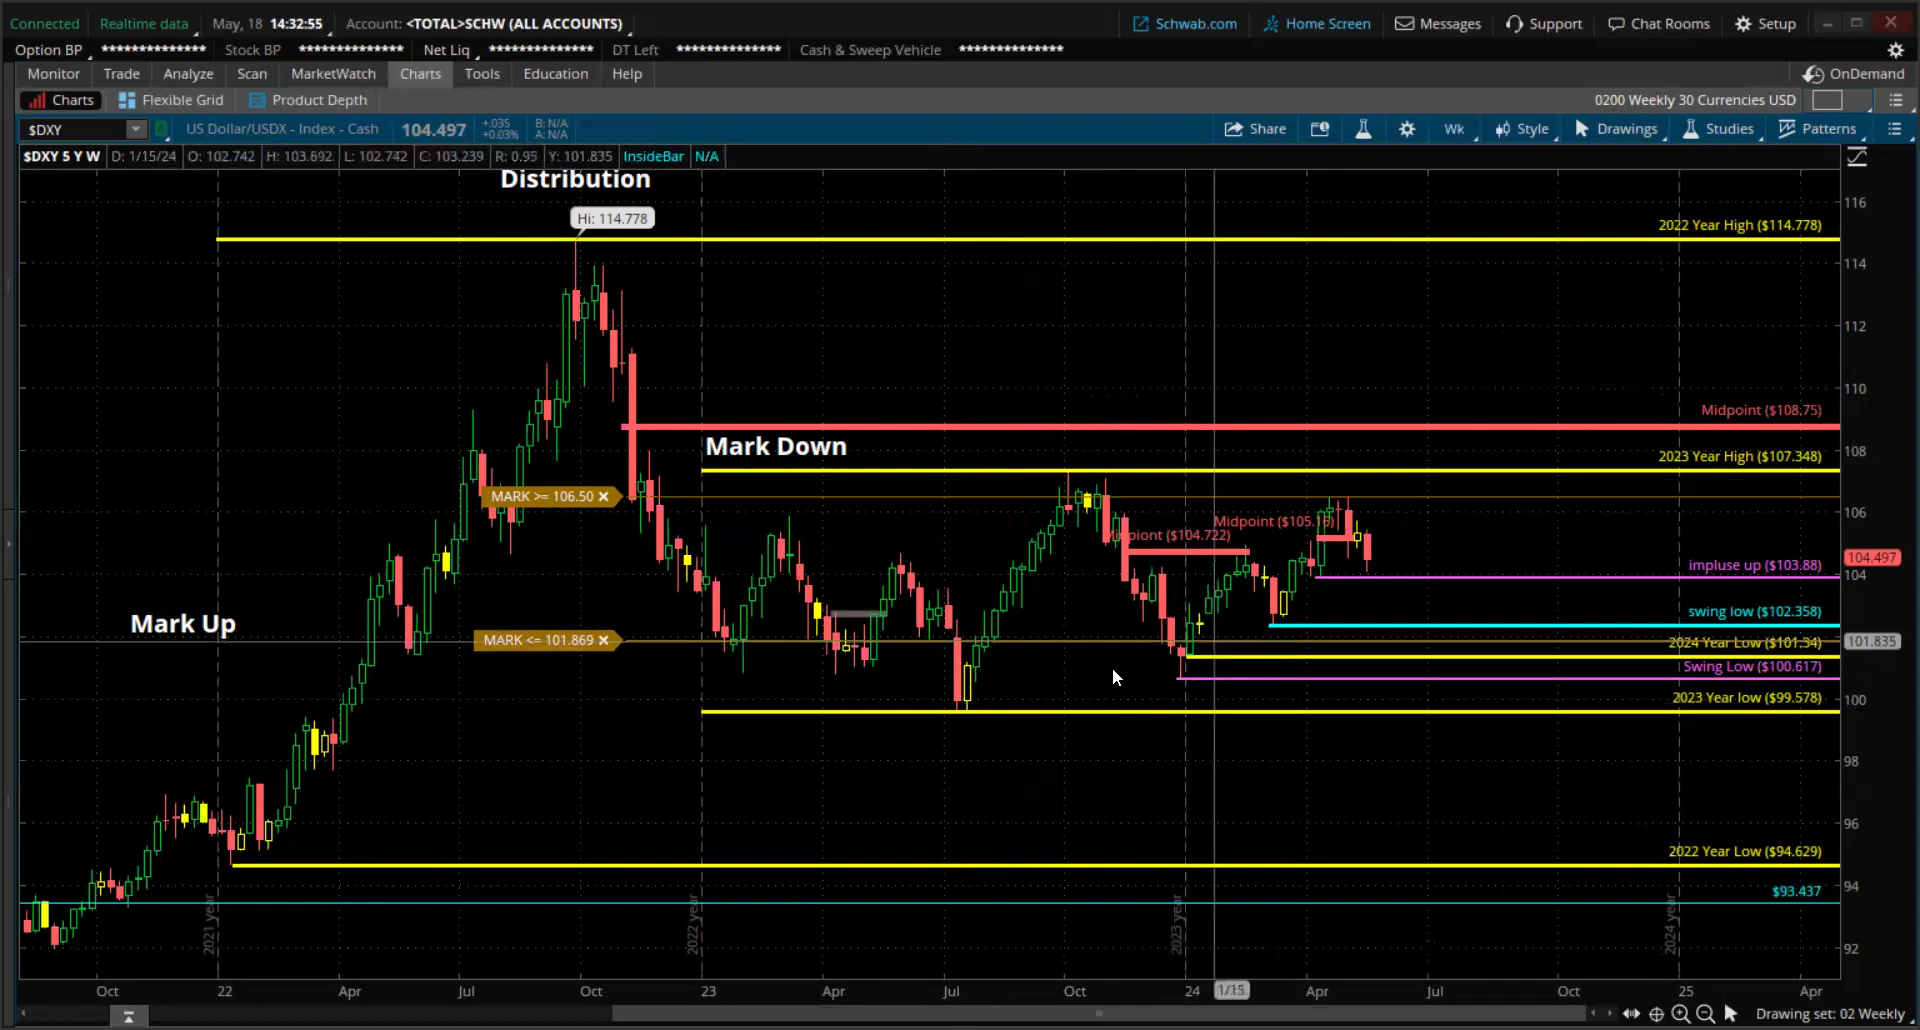 Connected Realtime data May, 18 14:32:55 Account: <TOTAL>SCHW (ALL ACCOUNTS) Schwab.com Home Screen Messages Support Chat Rooms Setup
Option BP ************** Stock BP ************** Net Liq ************** DT Left ************** Cash & Sweep Vehicle **************
Monitor Trade Analyze Scan MarketWatch Charts Tools Education Help OnDemand
Charts Flexible Grid Product Depth 0200 Weekly 30 Currencies USD
$DXY US Dollar/USDX - Index - Cash 104.497 +.035 +0.03% B: N/A A: N/A Share Wk Style Drawings Studies Patterns
$DXY 5 Y W D: 1/15/24 O: 102.742 H: 103.692 L: 102.742 C: 103.239 R: 0.95 Y: 101.835 InsideBar N/A
Distribution
116
Hi: 114.778
2022 Year High ($114.778)
114
112
110
Midpoint ($108.75)
Mark Down
108
2023 Year High ($107.348)
MARK >= 106.50 ×
106
Midpoint ($105.16)
($104.722)
104.497
impluse up ($103.88)
104
swing low ($102.358)
Mark Up
MARK <= 101.869 ×
2024 Year Low ($101.34)
101.835
Swing Low ($100.617)
2023 Year low ($99.578)
100
98
96
2022 Year Low ($94.629)
94
$93.437
2021 year 2022 year 2023 year 2024 year
92
Oct 22 Apr Jul Oct 23 Apr Jul Oct 24 1/15 Apr Jul Oct 25 Apr
Drawing set: 02 Weekly